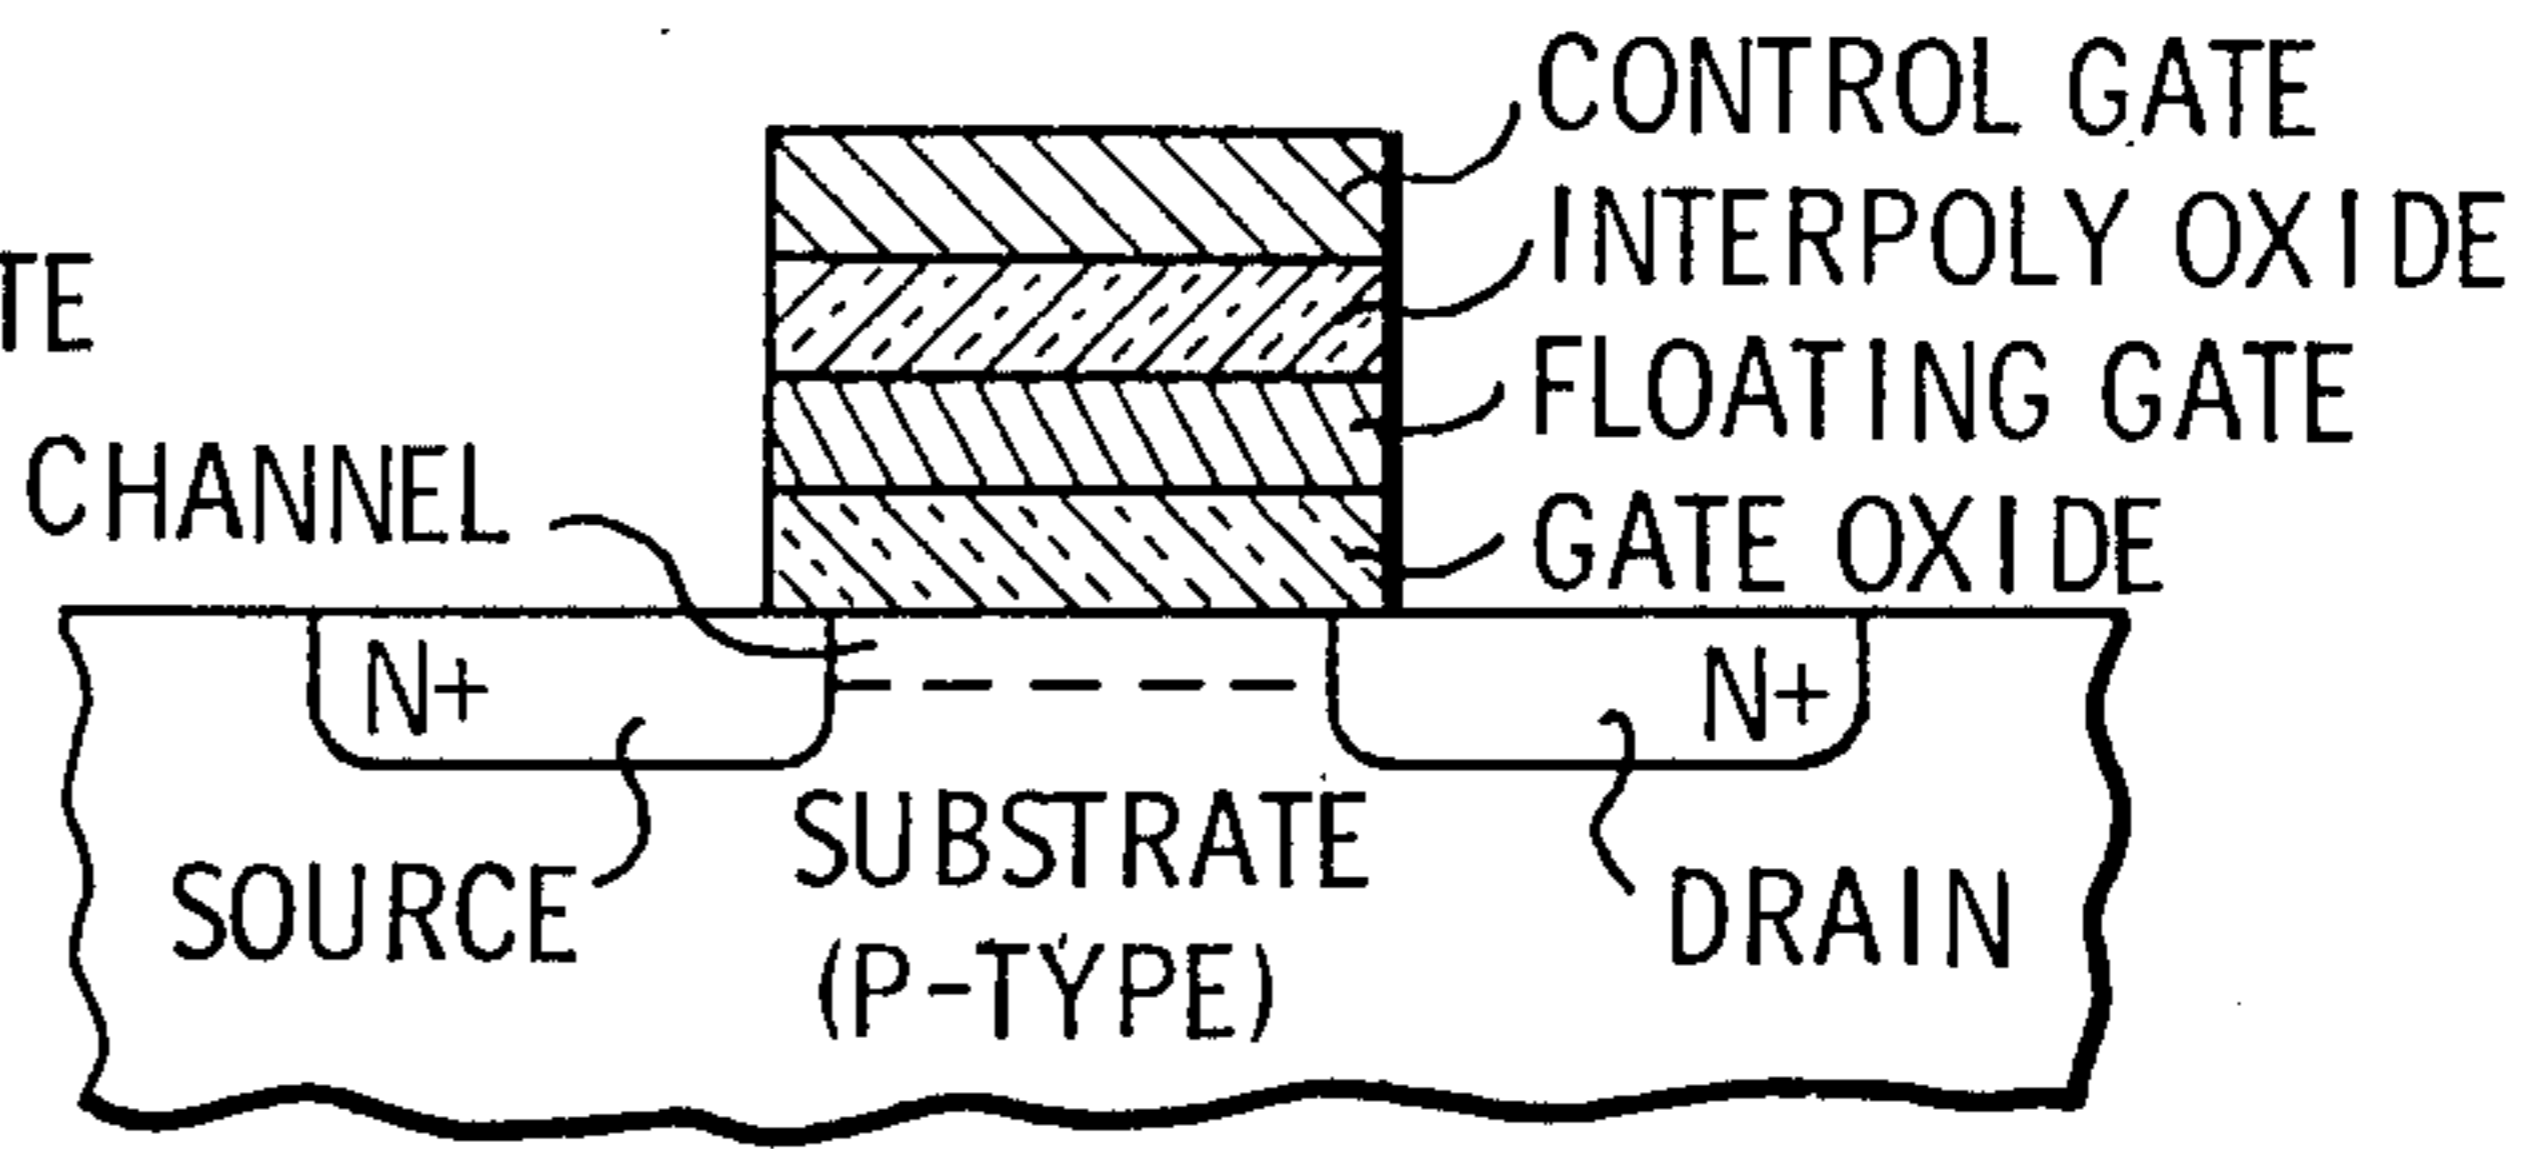 CONTROL GATE
INTERPOLY OXIDE
TE
FLOATING GATE
CHANNEL
GATE OXIDE
N+
N+
SUBSTRATE
(P-TYPE)
SOURCE
DRAIN